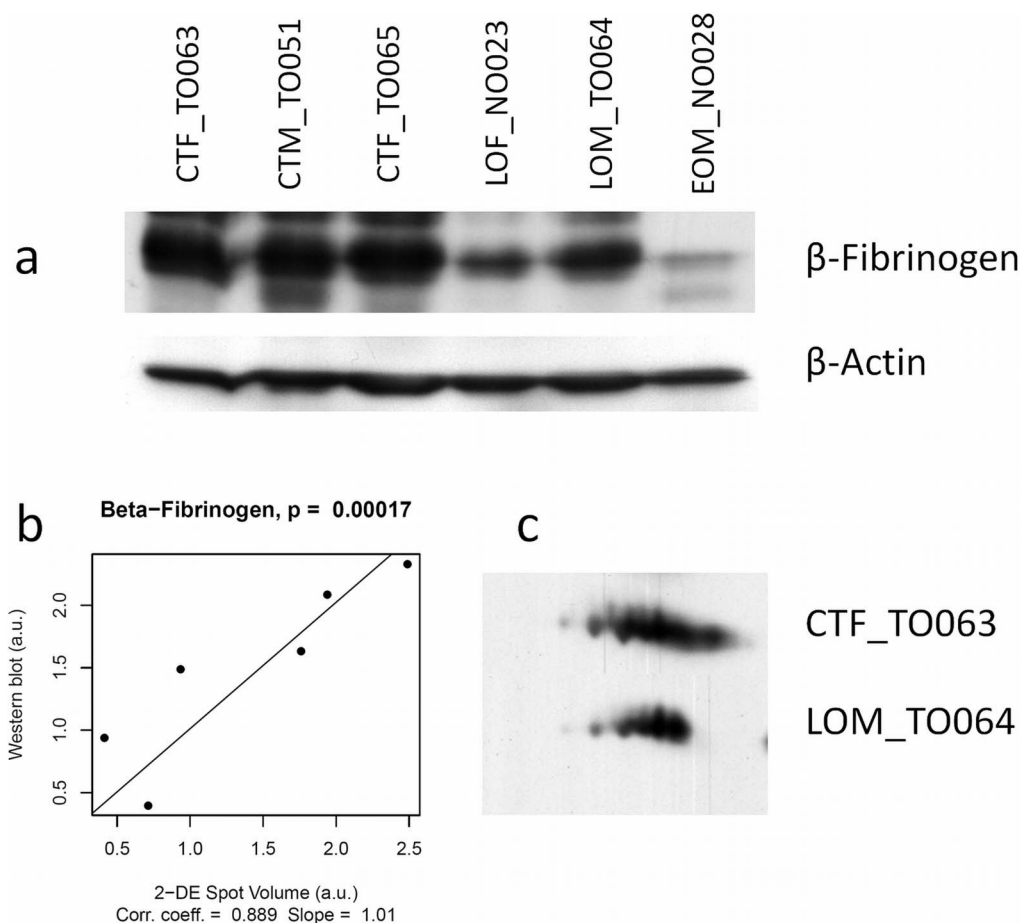 CTF_TO063
CTM_TO051
CTF_TO065
LOF_NO023
LOM_TO064
EOM_NO028
a
β-Fibrinogen
β-Actin
b
Beta−Fibrinogen, p = 0.00017
Western blot (a.u.)
2.0
1.5
1.0
0.5
0.5 1.0 1.5 2.0 2.5
2−DE Spot Volume (a.u.)
Corr. coeff. = 0.889 Slope = 1.01
c
CTF_TO063
LOM_TO064